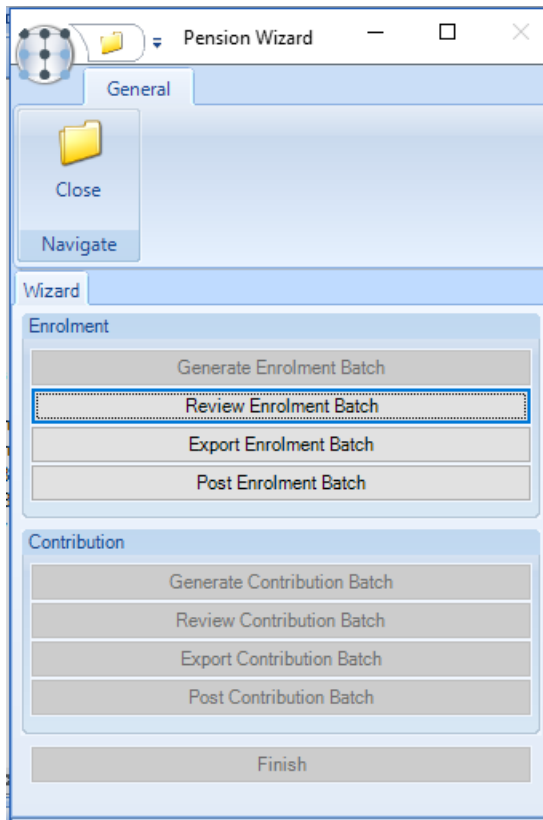 Pension Wizard
General
Close
Navigate
Wizard
Enrolment
Generate Enrolment Batch
Review Enrolment Batch
Export Enrolment Batch
Post Enrolment Batch
Contribution
Generate Contribution Batch
Review Contribution Batch
Export Contribution Batch
Post Contribution Batch
Finish